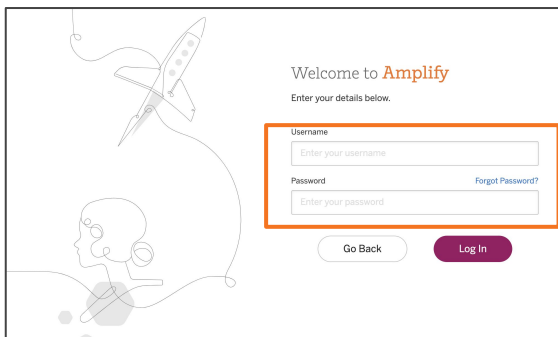 Welcome to Amplify
Enter your details below.
Username
Enter your username
Password Forgot Password?
Enter your password
Go Back Log In